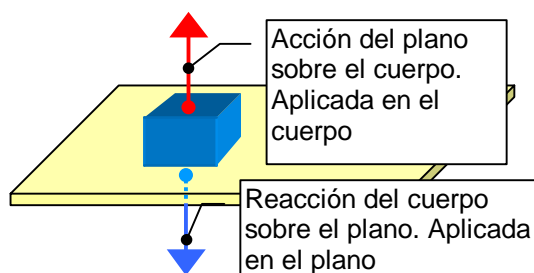 Acción del plano
sobre el cuerpo.
Aplicada en el
cuerpo
Reacción del cuerpo
sobre el plano. Aplicada
en el plano